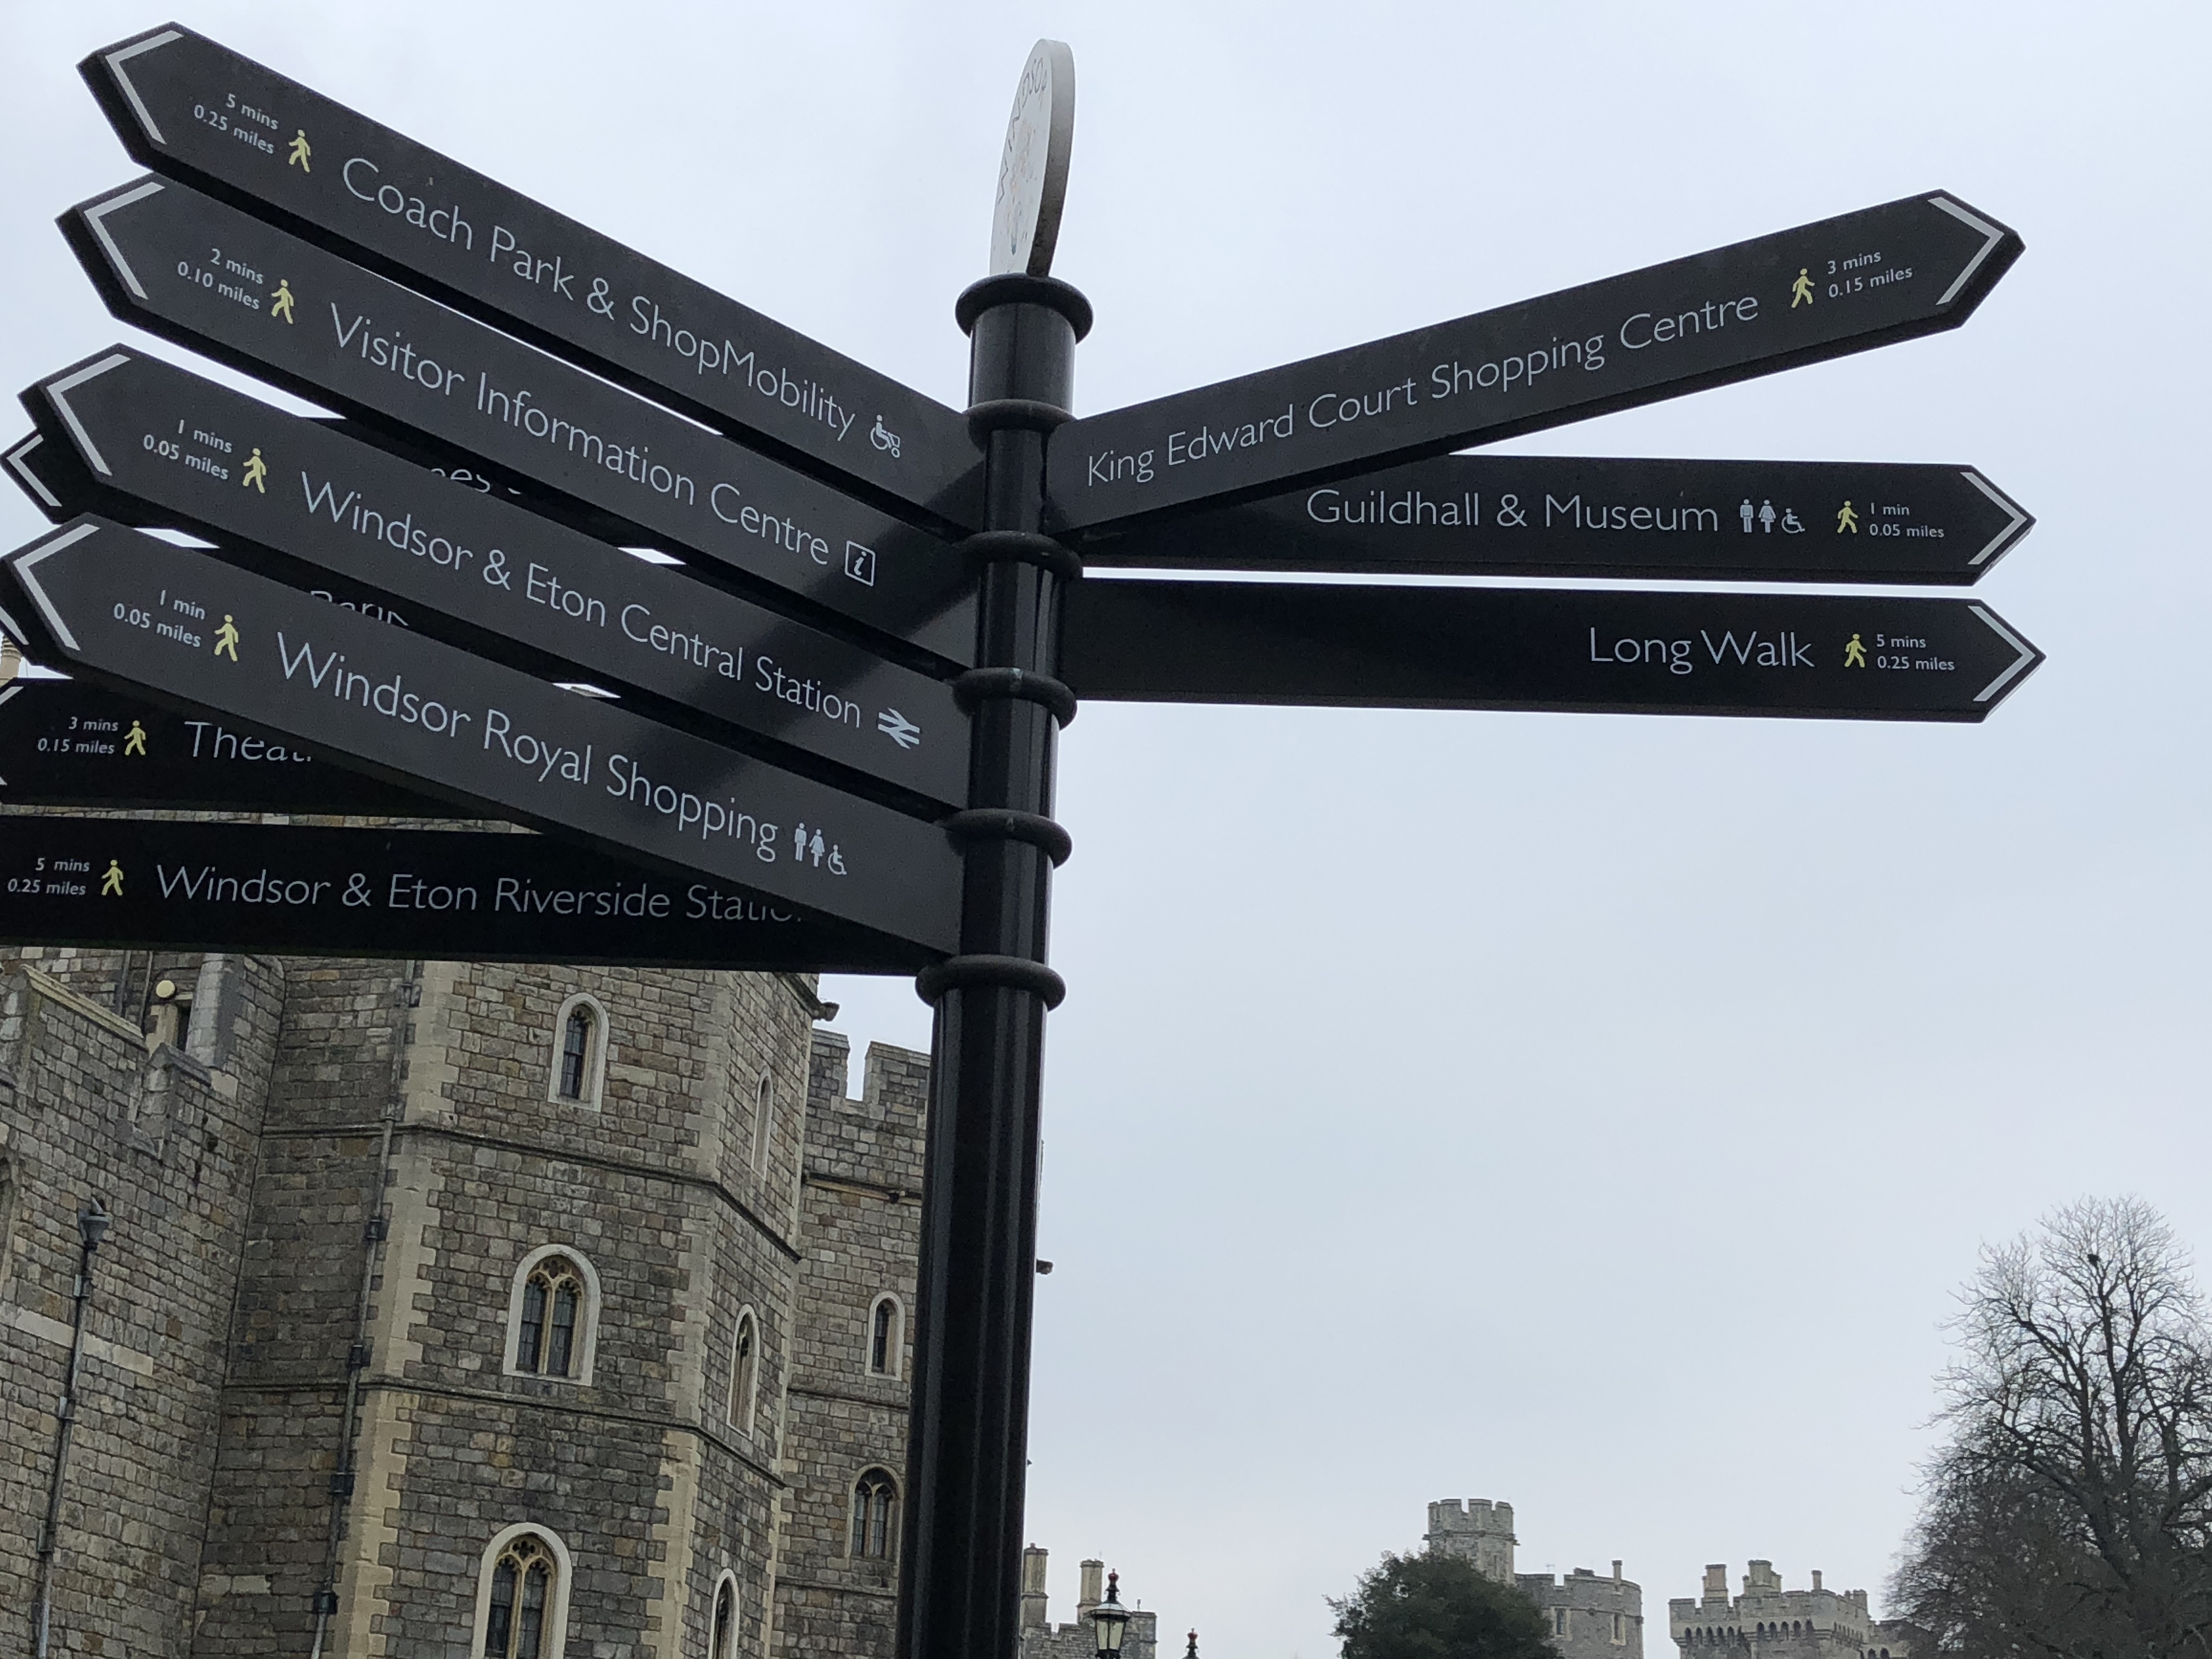 WINDSOR
5 mins
0.25 miles
Coach Park & ShopMobility
2 mins
0.10 miles
Visitor Information Centre
1 mins
0.05 miles
Windsor & Eton Central Station
1 min
0.05 miles
Windsor Royal Shopping
3 mins
0.15 miles
5 mins
0.25 miles
Windsor & Eton Riverside
King Edward Court Shopping Centre
3 mins
0.15 miles
Guildhall & Museum
1 min
0.05 miles
Long Walk
5 mins
0.25 miles